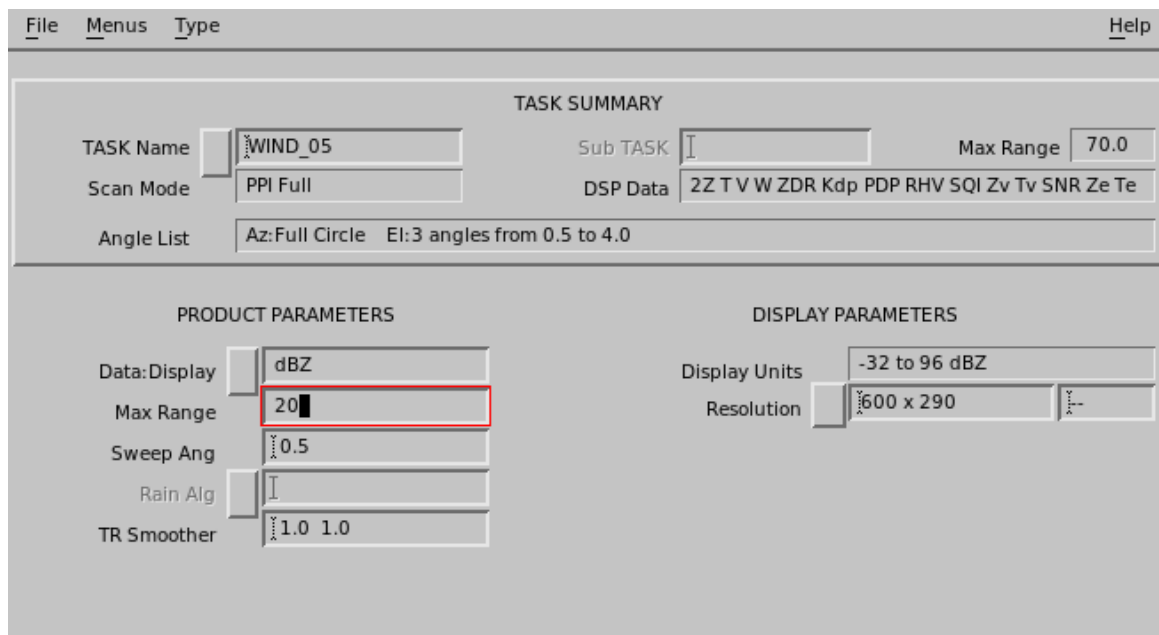 File Menus Type Help
TASK SUMMARY
TASK Name WIND_05 Sub TASK Max Range 70.0
Scan Mode PPI Full DSP Data 2Z T V W ZDR Kdp PDP RHV SQI Zv Tv SNR Ze Te
Angle List Az:Full Circle El:3 angles from 0.5 to 4.0
PRODUCT PARAMETERS DISPLAY PARAMETERS
Data:Display dBZ Display Units -32 to 96 dBZ
Max Range 20 Resolution 600 x 290 --
Sweep Ang 0.5
Rain Alg
TR Smoother 1.0 1.0